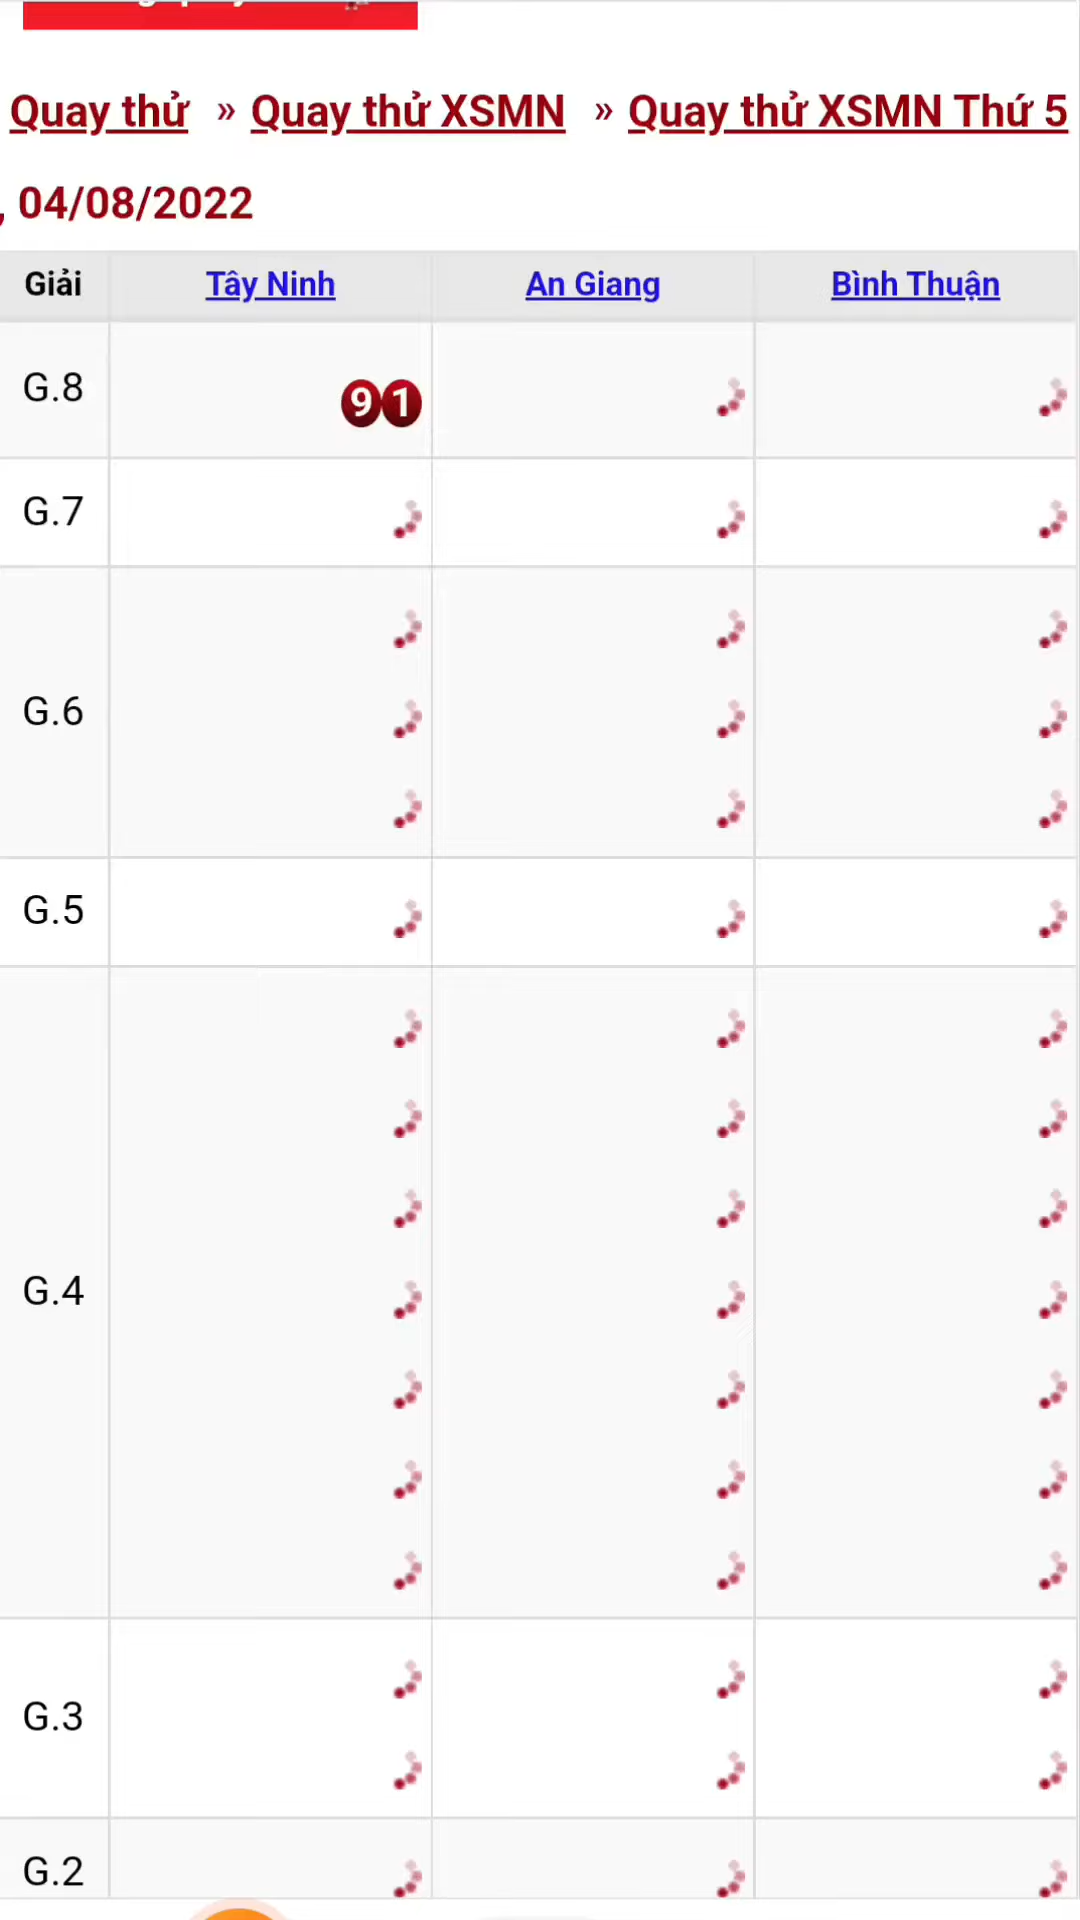 Quay thử » Quay thử XSMN » Quay thử XSMN Thứ 5
, 04/08/2022
Giải Tây Ninh An Giang Bình Thuận
G.8 91
G.7
G.6
G.5
G.4
G.3
G.2